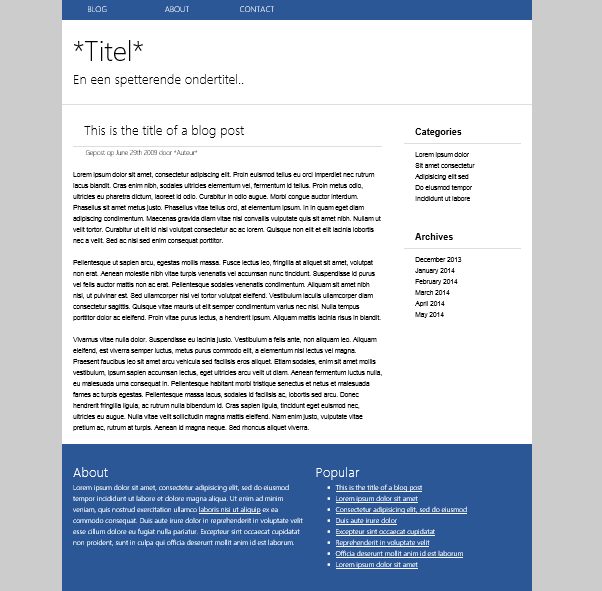 BLOG ABOUT CONTACT
*Titel*
En een spetterende ondertitel..
This is the title of a blog post
Gepost op June 29th 2009 door *Auteur*
Lorem ipsum dolor sit amet, consectetur adipiscing elit. Proin euismod tellus eu orci imperdiet nec rutrum
lacus blandit. Cras enim nibh, sodales ultricies elementum vel, fermentum id tellus. Proin metus odio,
ultricies eu pharetra dictum, laoreet id odio. Curabitur in odio augue. Morbi congue auctor interdum.
Phasellus sit amet metus justo. Phasellus vitae tellus orci, at elementum ipsum. In in quam eget diam
adipiscing condimentum. Maecenas gravida diam vitae nisi convallis vulputate quis sit amet nibh. Nullam ut
velit tortor. Curabitur ut elit id nisi volutpat consectetur ac ac lorem. Quisque non elit et elit lacinia lobortis
nec a velit. Sed ac nisi sed enim consequat porttitor.
Pellentesque ut sapien arcu, egestas mollis massa. Fusce lectus leo, fringilla at aliquet sit amet, volutpat
non erat. Aenean molestie nibh vitae turpis venenatis vel accumsan nunc tincidunt. Suspendisse id purus
vel felis auctor mattis non ac erat. Pellentesque sodales venenatis condimentum. Aliquam sit amet nibh
nisi, ut pulvinar est. Sed ullamcorper nisl vel tortor volutpat eleifend. Vestibulum iaculis ullamcorper diam
consectetur sagittis. Quisque vitae mauris ut elit semper condimentum varius nec nisl. Nulla tempus
porttitor dolor ac eleifend. Proin vitae purus lectus, a hendrerit ipsum. Aliquam mattis lacinia risus in blandit.
Vivamus vitae nulla dolor. Suspendisse eu lacinia justo. Vestibulum a felis ante, non aliquam leo. Aliquam
eleifend, est viverra semper luctus, metus purus commodo elit, a elementum nisi lectus vel magna.
Praesent faucibus leo sit amet arcu vehicula sed facilisis eros aliquet. Etiam sodales, enim sit amet mollis
vestibulum, ipsum sapien accumsan lectus, eget ultricies arcu velit ut diam. Aenean fermentum luctus nulla,
eu malesuada urna consequat in. Pellentesque habitant morbi tristique senectus et netus et malesuada
fames ac turpis egestas. Pellentesque massa lacus, sodales id facilisis ac, lobortis sed arcu. Donec
hendrerit fringilla ligula, ac rutrum nulla bibendum id. Cras sapien ligula, tincidunt eget euismod nec,
ultricies eu augue. Nulla vitae velit sollicitudin magna mattis eleifend. Nam enim justo, vulputate vitae
pretium ac, rutrum at turpis. Aenean id magna neque. Sed rhoncus aliquet viverra.
Categories
Lorem ipsum dolor
Sit amet consectetur
Adipisicing elit sed
Do eiusmod tempor
Incididunt ut labore
Archives
December 2013
January 2014
February 2014
March 2014
April 2014
May 2014
About
Lorem ipsum dolor sit amet, consectetur adipisicing elit, sed do eiusmod
tempor incididunt ut labore et dolore magna aliqua. Ut enim ad minim
veniam, quis nostrud exercitation ullamco laboris nisi ut aliquip ex ea
commodo consequat. Duis aute irure dolor in reprehenderit in voluptate velit
esse cillum dolore eu fugiat nulla pariatur. Excepteur sint occaecat cupidatat
non proident, sunt in culpa qui officia deserunt mollit anim id est laborum.
Popular
This is the title of a blog post
Lorem ipsum dolor sit amet
Consectetur adipisicing elit, sed do eiusmod
Duis aute irure dolor
Excepteur sint occaecat cupidatat
Reprehenderit in voluptate velit
Officia deserunt mollit anim id est laborum
Lorem ipsum dolor sit amet